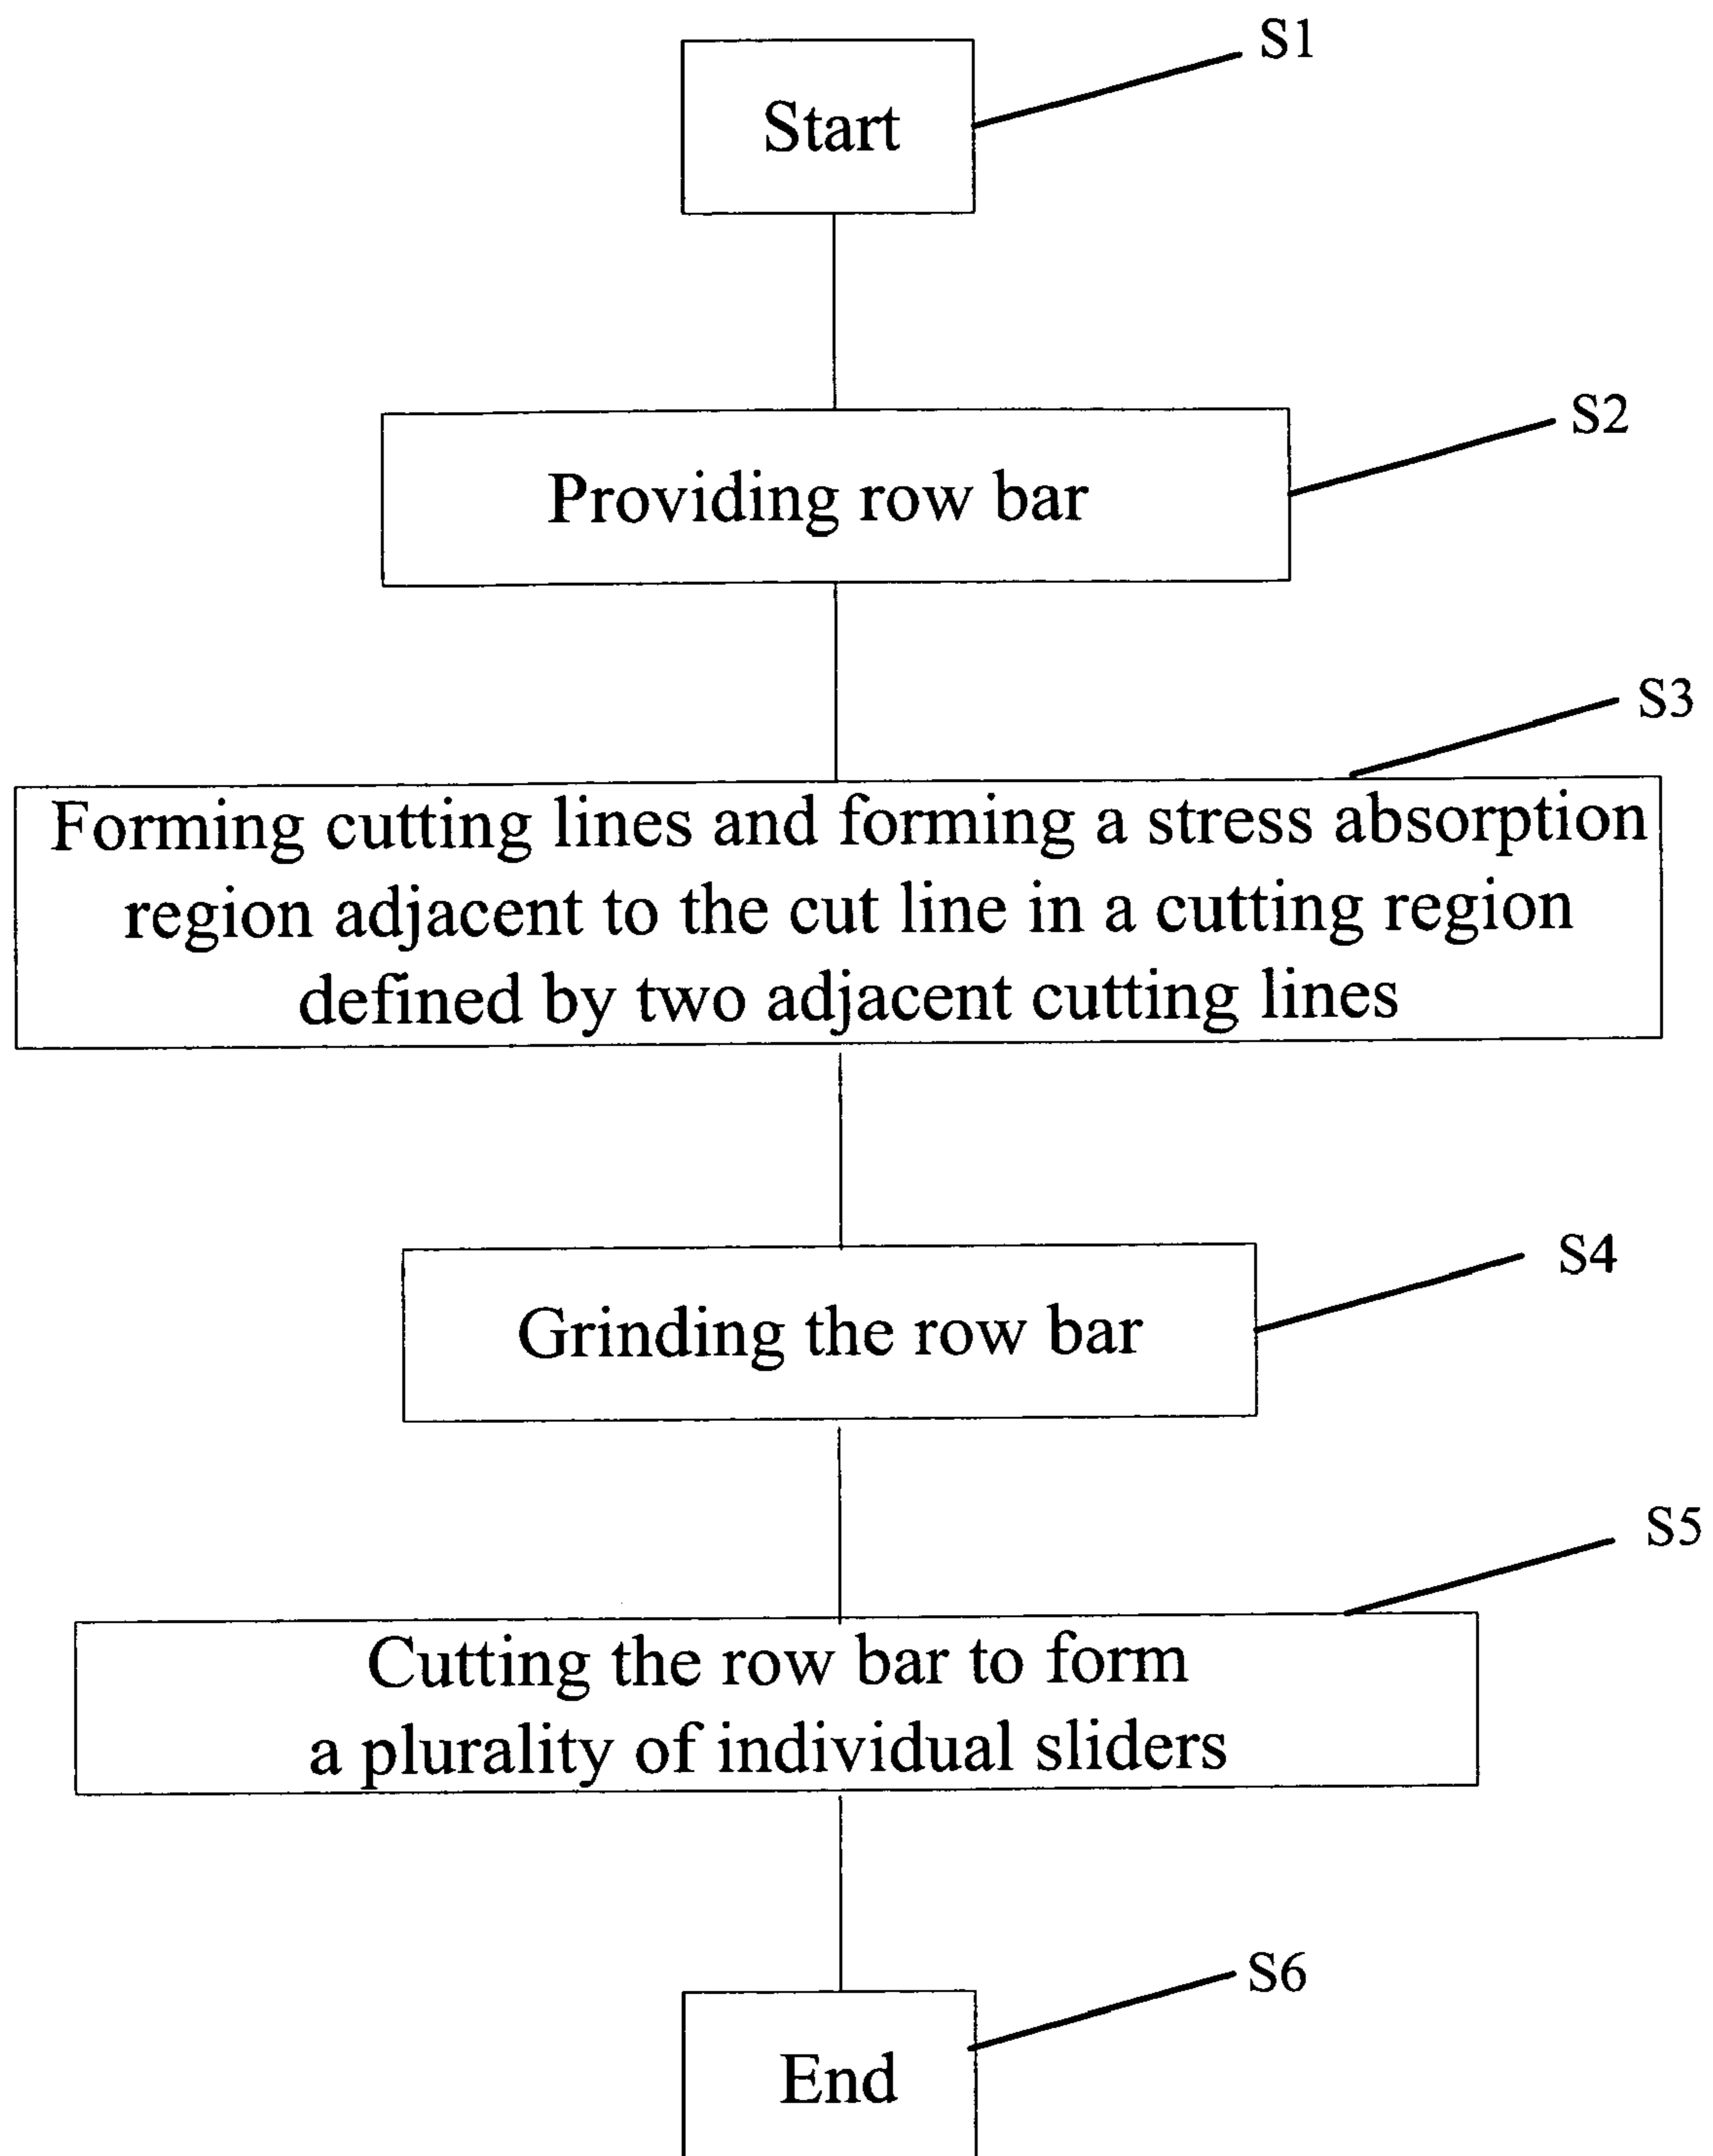 S1
Start
S2
Providing row bar
S3
Forming cutting lines and forming a stress absorption
region adjacent to the cut line in a cutting region
defined by two adjacent cutting lines
S4
Grinding the row bar
S5
Cutting the row bar to form
a plurality of individual sliders
S6
End